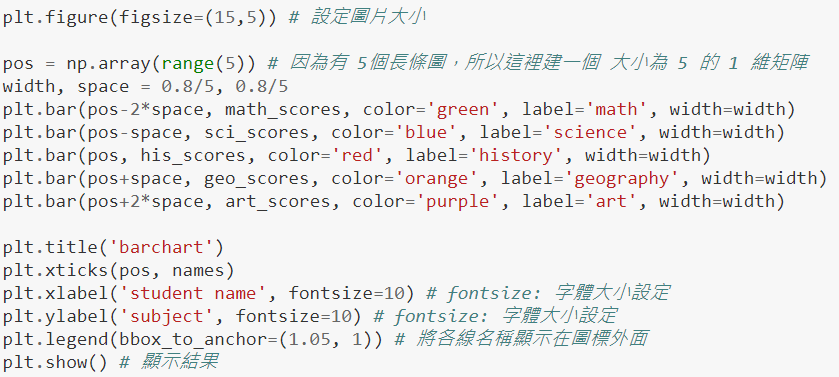 plt.figure(figsize=(15,5)) # 設定圖片大小
pos = np.array(range(5)) # 因為有 5個長條圖，所以這裡建一個 大小為 5 的 1 維矩陣
width, space = 0.8/5, 0.8/5
plt.bar(pos-2*space, math_scores, color='green', label='math', width=width)
plt.bar(pos-space, sci_scores, color='blue', label='science', width=width)
plt.bar(pos, his_scores, color='red', label='history', width=width)
plt.bar(pos+space, geo_scores, color='orange', label='geography', width=width)
plt.bar(pos+2*space, art_scores, color='purple', label='art', width=width)
plt.title('barchart')
plt.xticks(pos, names)
plt.xlabel('student name', fontsize=10) # fontsize: 字體大小設定
plt.ylabel('subject', fontsize=10) # fontsize: 字體大小設定
plt.legend(bbox_to_anchor=(1.05, 1)) # 將各線名稱顯示在圖標外面
plt.show() # 顯示結果